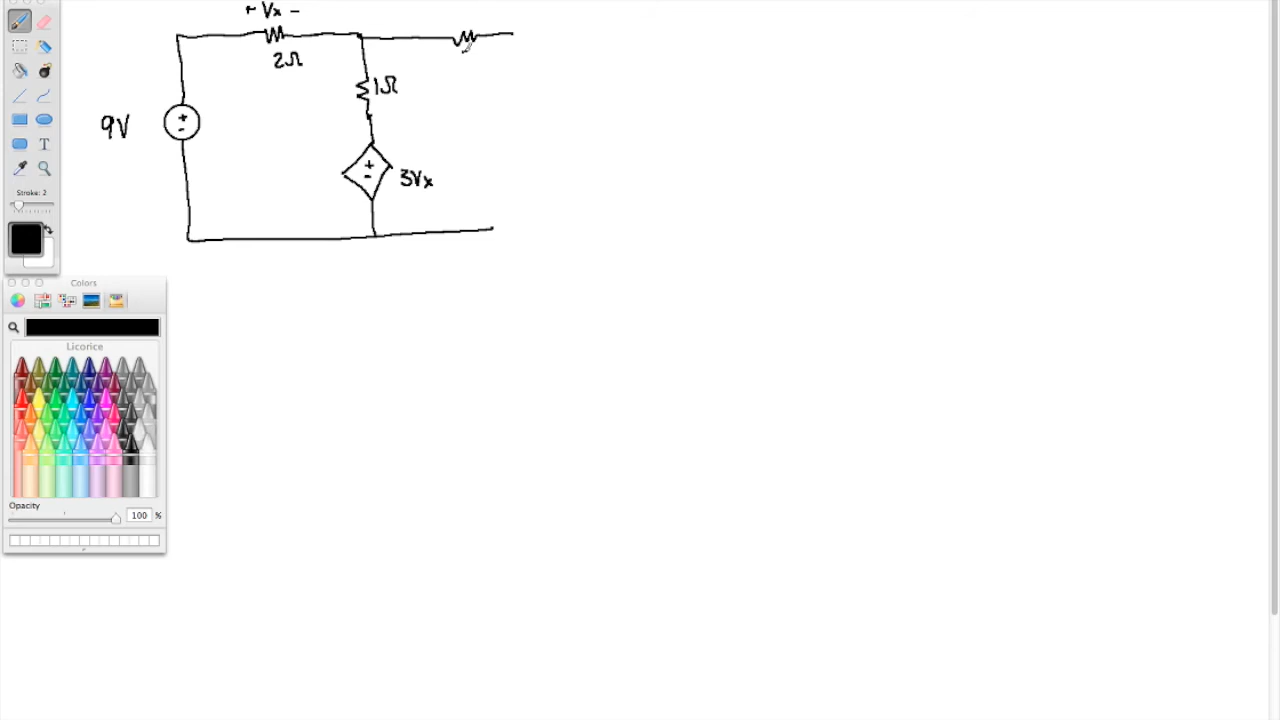 + Vx -
2Ω
1Ω
+
-
9V
+
-
3Vx
Stroke: 2
Colors
Licorice
Opacity
100 %